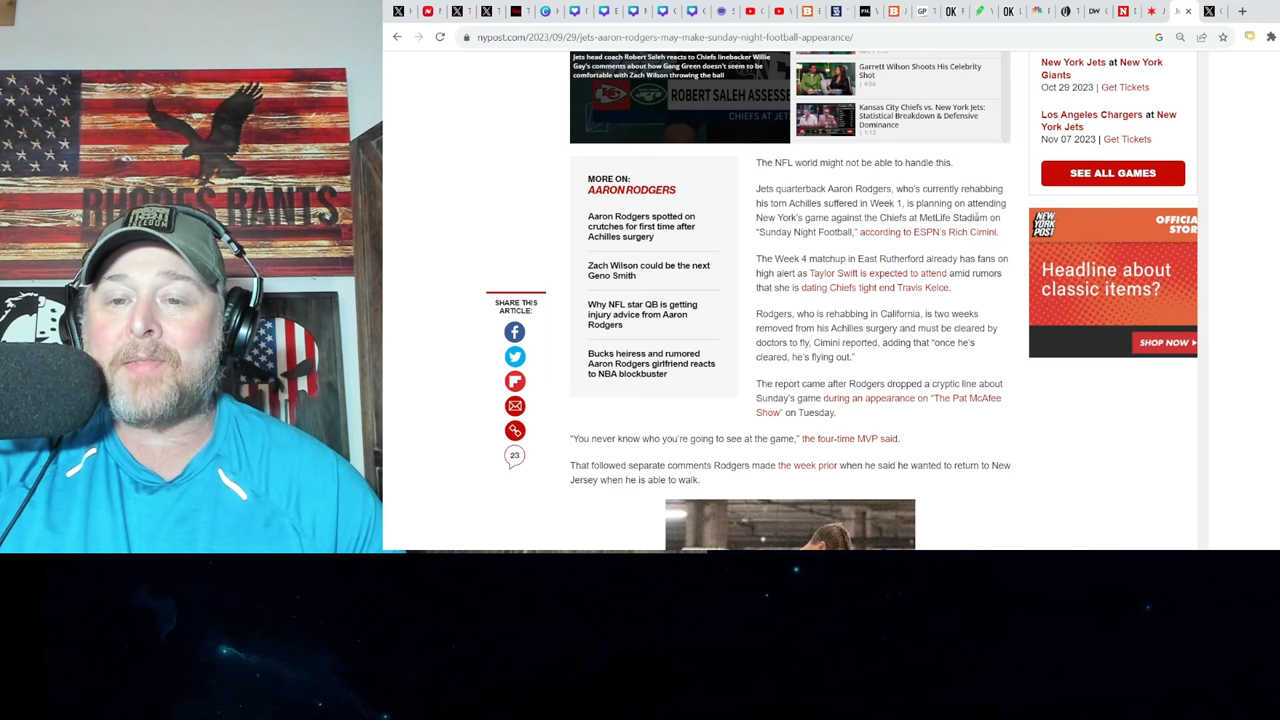 nypost.com/2023/09/29/jets-aaron-rodgers-may-make-sunday-night-football-appearance/
Jets head coach Robert Saleh reacts to Chiefs linebacker Willie
Gay's comments about how Gang Green doesn't seem to be
comfortable with Zach Wilson throwing the ball
ROBERT SALEH ASSESSE
CHIEFS AT JETS
Garrett Wilson Shoots His Celebrity
Shot
| 4:56
Kansas City Chiefs vs. New York Jets:
Statistical Breakdown & Defensive
Dominance
| 1:13
New York Jets at New York
Giants
Oct 29 2023 | Get Tickets
Los Angeles Chargers at New
York Jets
Nov 07 2023 | Get Tickets
SEE ALL GAMES
NEW
YORK
POST
OFFICIA
STOR
Headline about
classic items?
SHOP NOW
MORE ON:
AARON RODGERS
Aaron Rodgers spotted on
crutches for first time after
Achilles surgery
Zach Wilson could be the next
Geno Smith
Why NFL star QB is getting
injury advice from Aaron
Rodgers
Bucks heiress and rumored
Aaron Rodgers girlfriend reacts
to NBA blockbuster
SHARE THIS
ARTICLE:
23
The NFL world might not be able to handle this.
Jets quarterback Aaron Rodgers, who's currently rehabbing
his torn Achilles suffered in Week 1, is planning on attending
New York's game against the Chiefs at MetLife Stadium on
“Sunday Night Football,” according to ESPN's Rich Cimini.
The Week 4 matchup in East Rutherford already has fans on
high alert as Taylor Swift is expected to attend amid rumors
that she is dating Chiefs tight end Travis Kelce.
Rodgers, who is rehabbing in California, is two weeks
removed from his Achilles surgery and must be cleared by
doctors to fly, Cimini reported, adding that “once he's
cleared, he's flying out.”
The report came after Rodgers dropped a cryptic line about
Sunday's game during an appearance on “The Pat McAfee
Show” on Tuesday.
“You never know who you're going to see at the game,” the four-time MVP said.
That followed separate comments Rodgers made the week prior when he said he wanted to return to New
Jersey when he is able to walk.
RANTS
FREEDOM